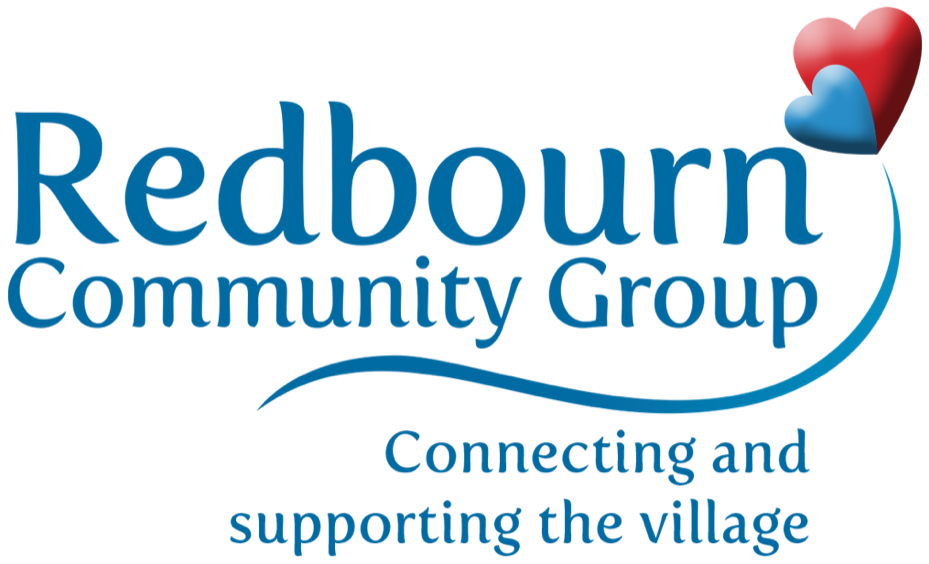 Redbourn
Community Group
Connecting and
supporting the village